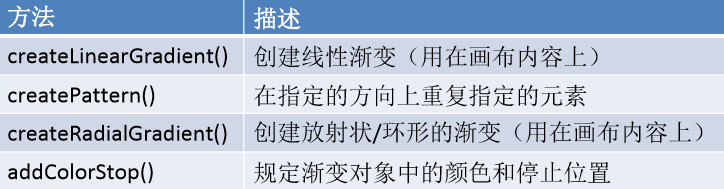 方法 描述
createLinearGradient() 创建线性渐变（用在画布内容上）
createPattern() 在指定的方向上重复指定的元素
createRadialGradient() 创建放射状/环形的渐变（用在画布内容上）
addColorStop() 规定渐变对象中的颜色和停止位置